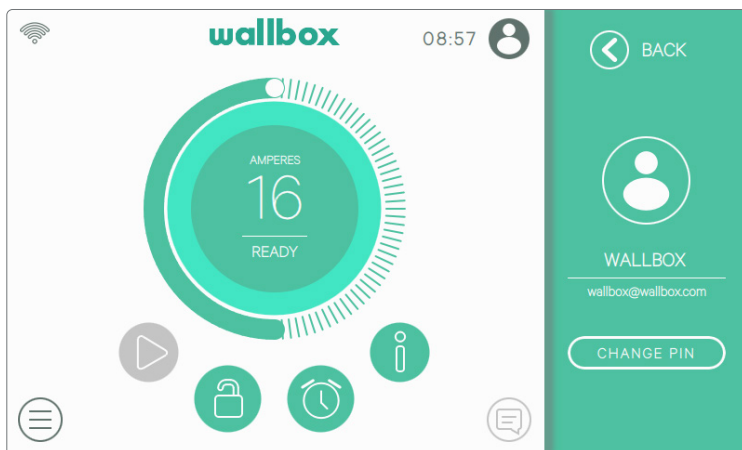 wallbox
08:57
AMPERES
16
READY
BACK
WALLBOX
wallbox@wallbox.com
CHANGE PIN